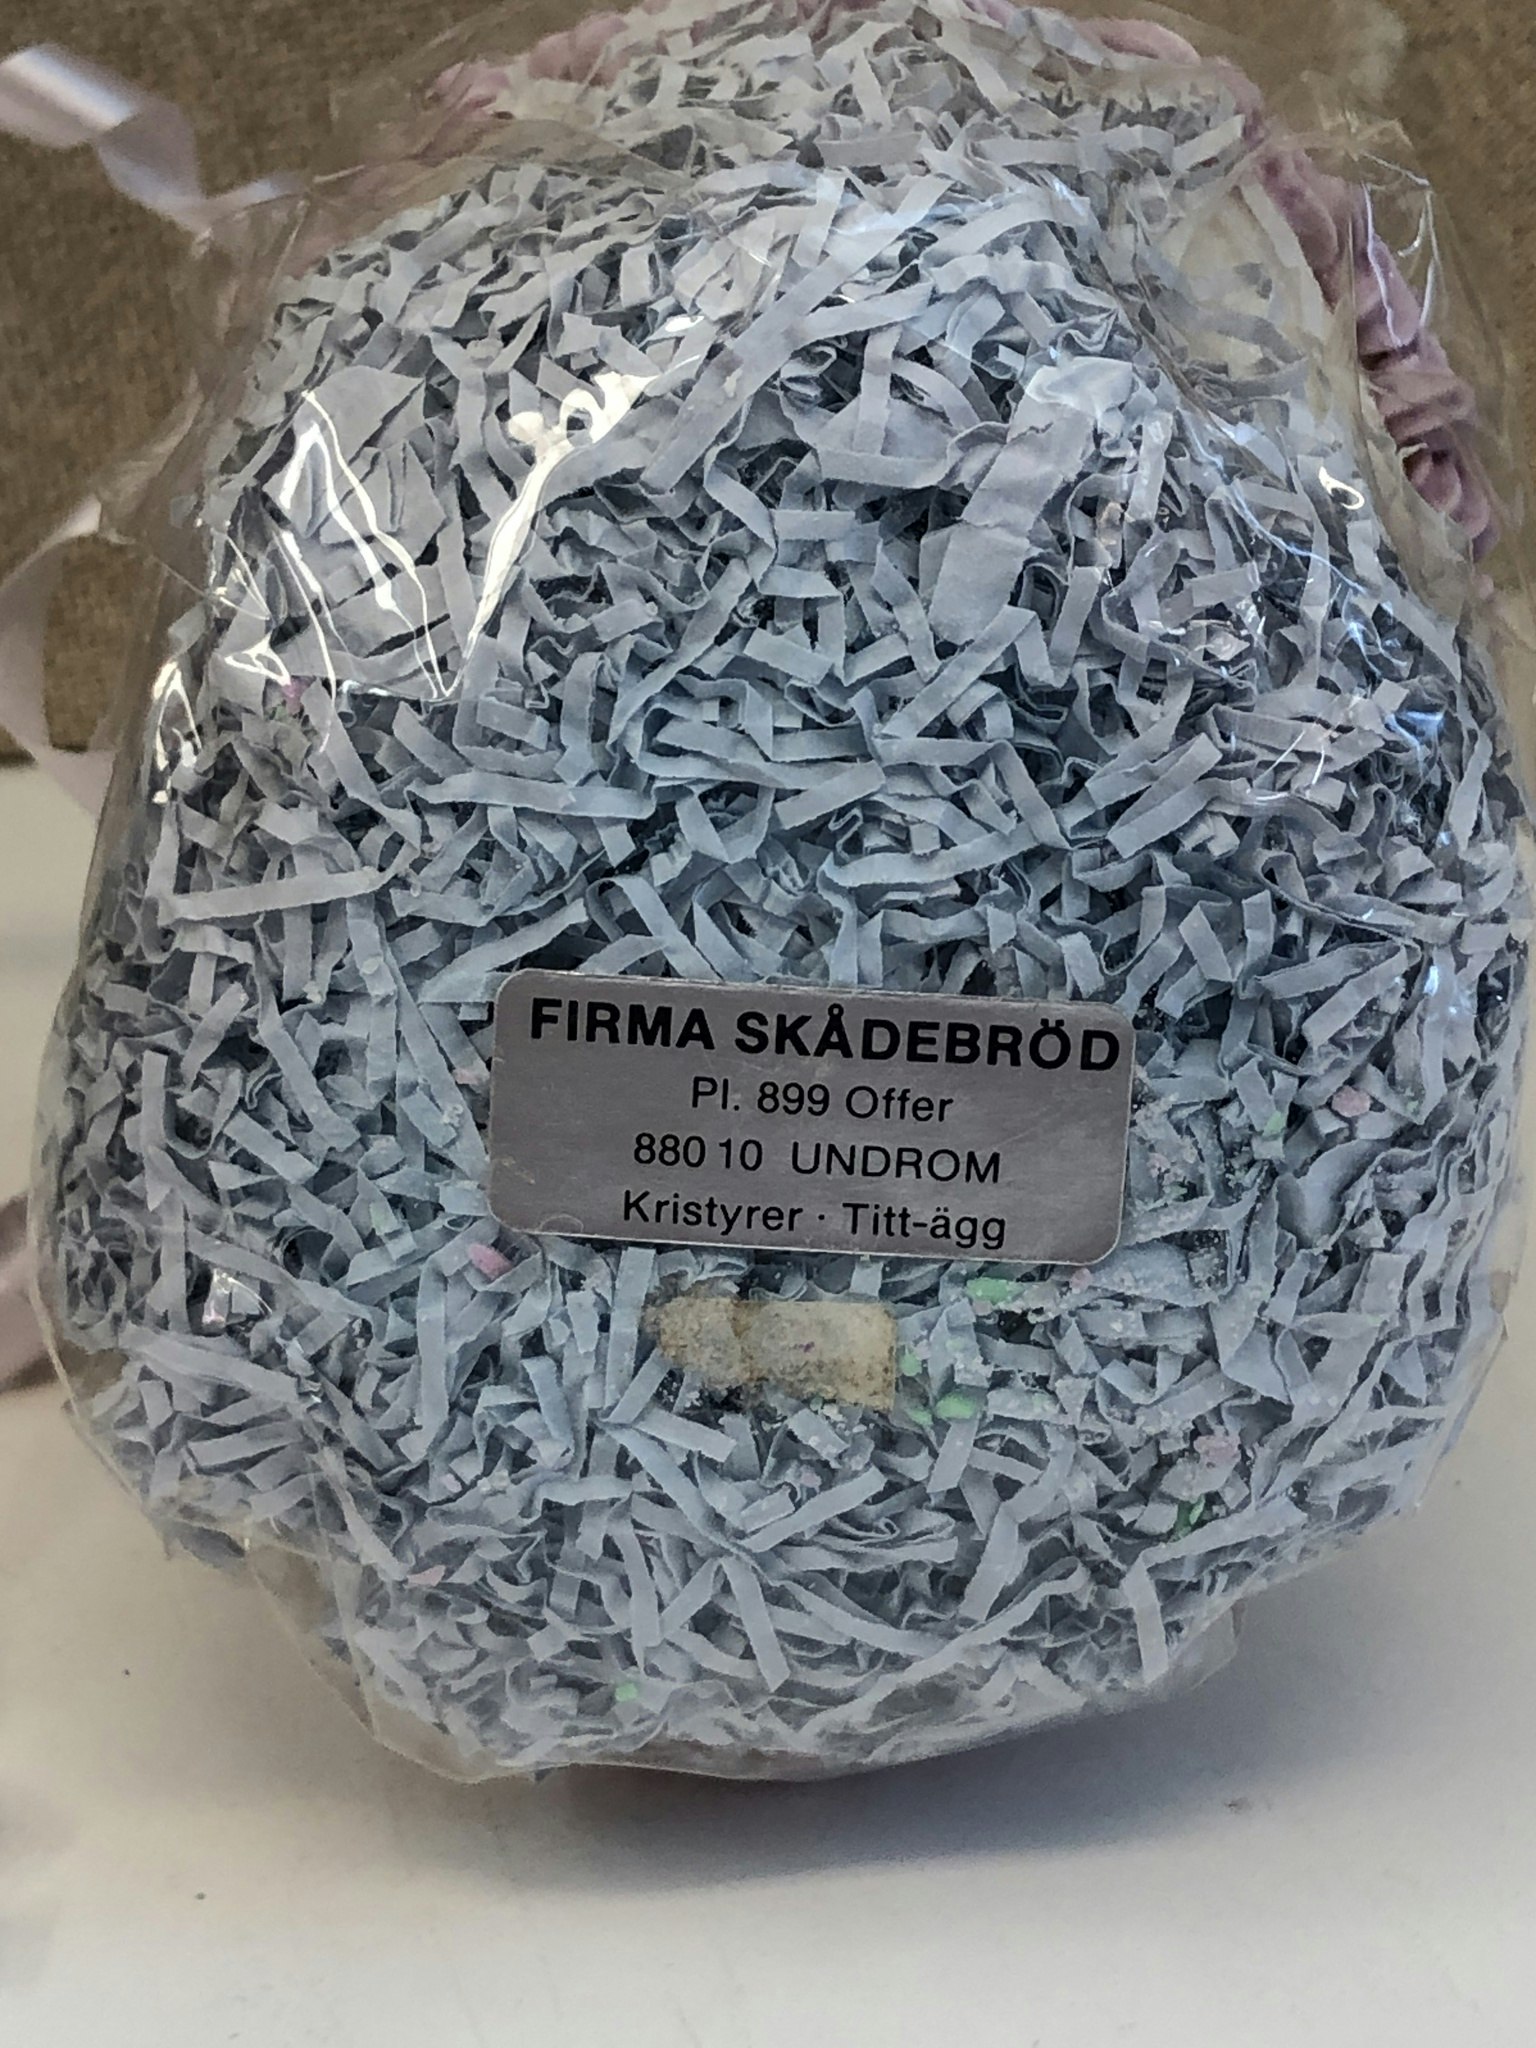 FIRMA SKÅDEBRÖD
Pl. 899 Offer
880 10 UNDROM
Kristyrer · Titt-ägg